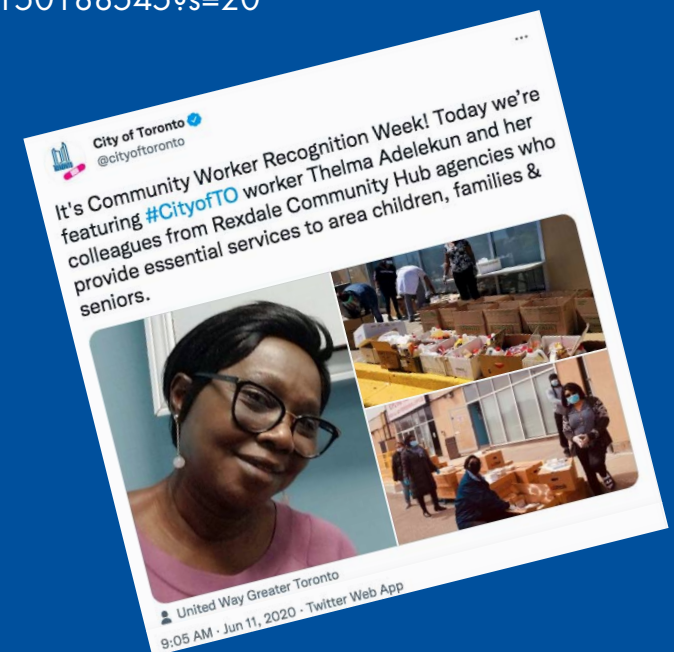 City of Toronto
@cityoftoronto
It's Community Worker Recognition Week! Today we're
featuring #CityofTO worker Thelma Adelekun and her
colleagues from Rexdale Community Hub agencies who
provide essential services to area children, families &
seniors.
United Way Greater Toronto
9:05 AM · Jun 11, 2020 · Twitter Web App